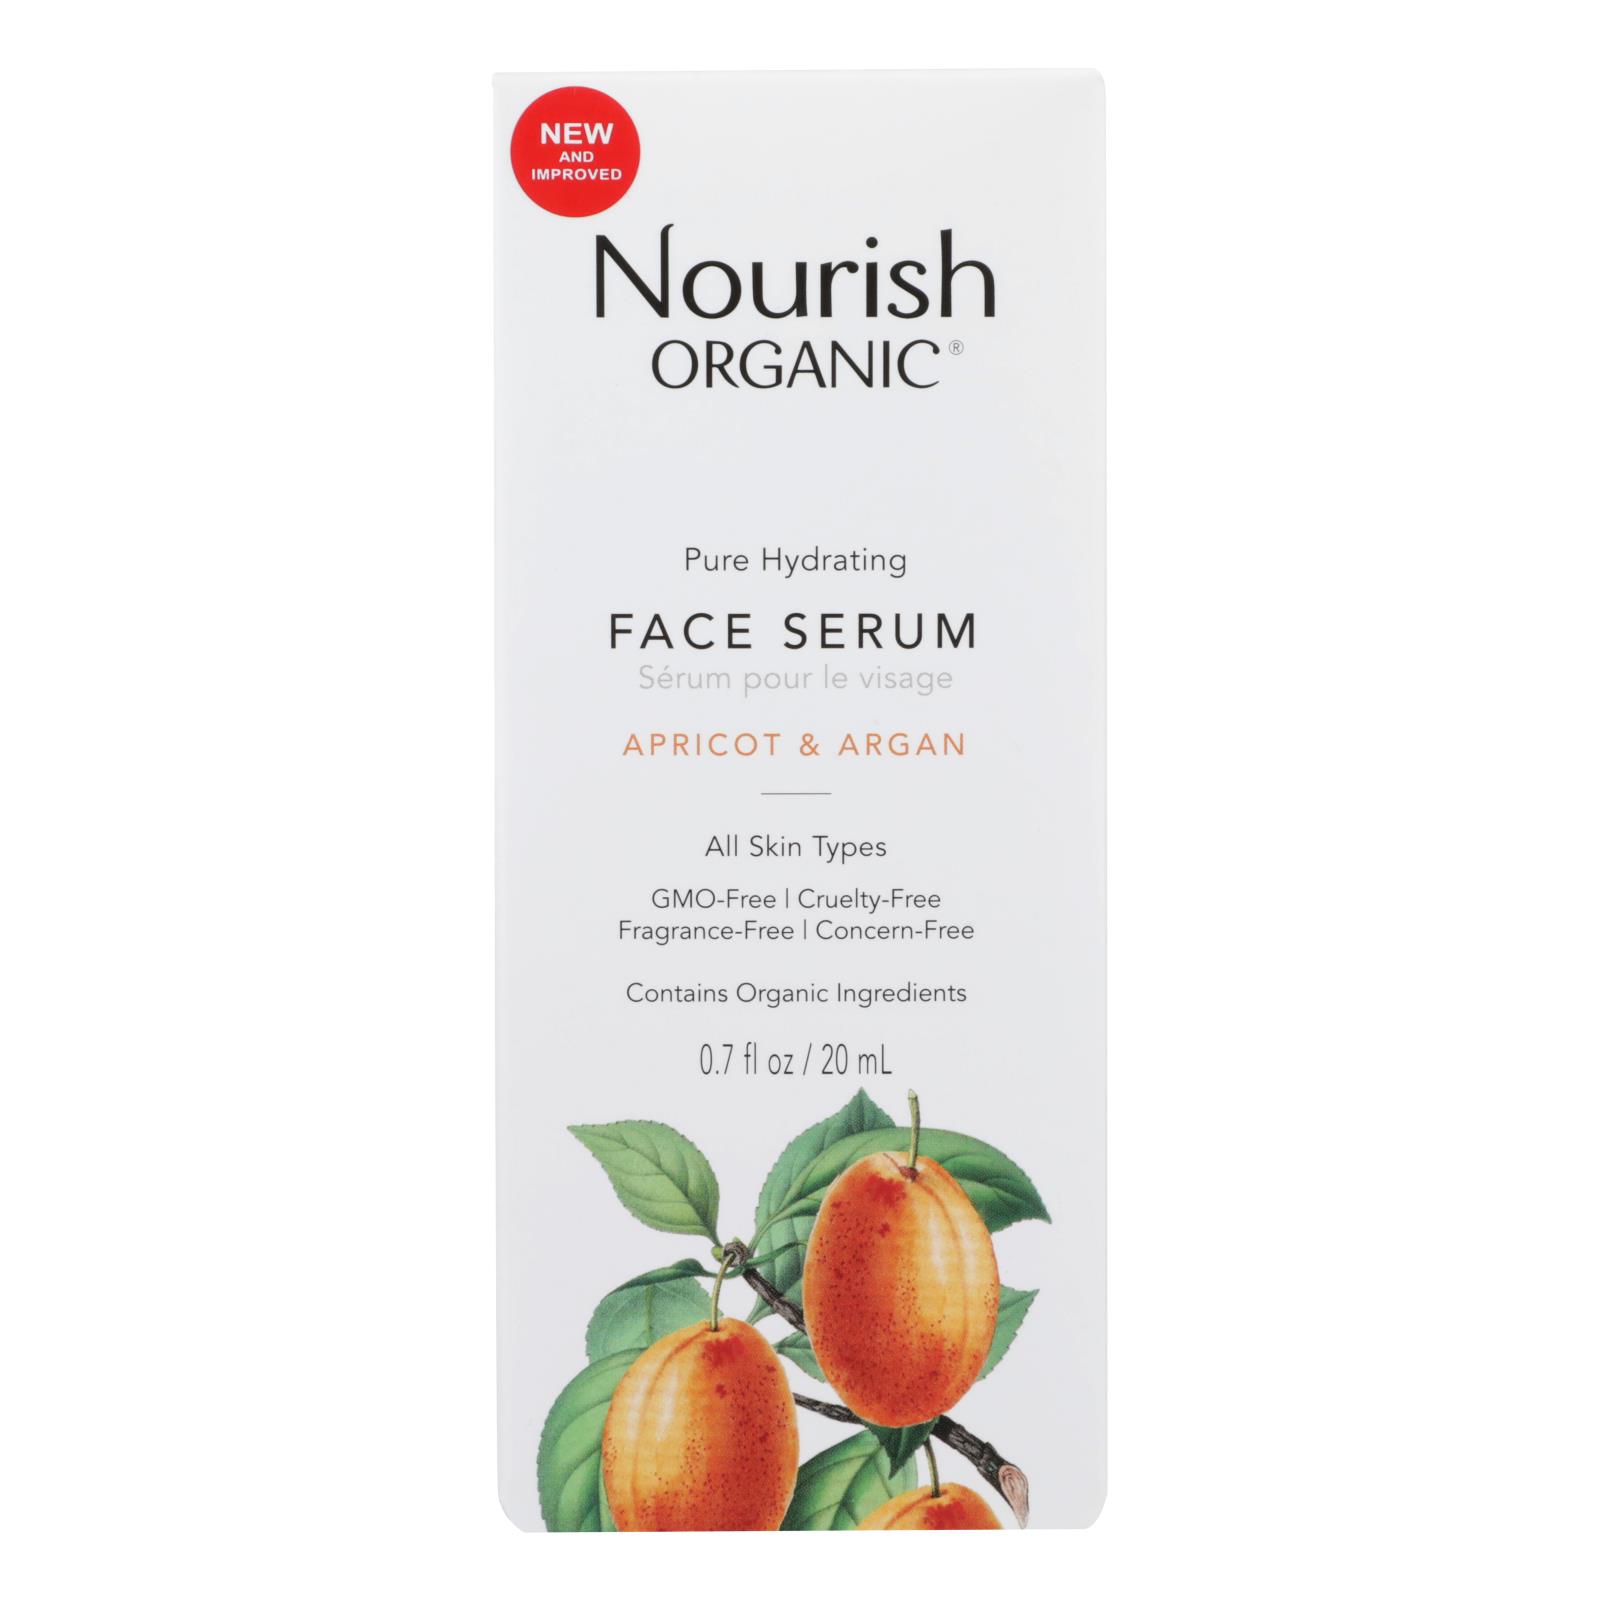 NEW
AND
IMPROVED
Nourish
ORGANIC®
Pure Hydrating
FACE SERUM
Sérum pour le visage
APRICOT & ARGAN
All Skin Types
GMO-Free | Cruelty-Free
Fragrance-Free | Concern-Free
Contains Organic Ingredients
0.7 fl oz / 20 mL